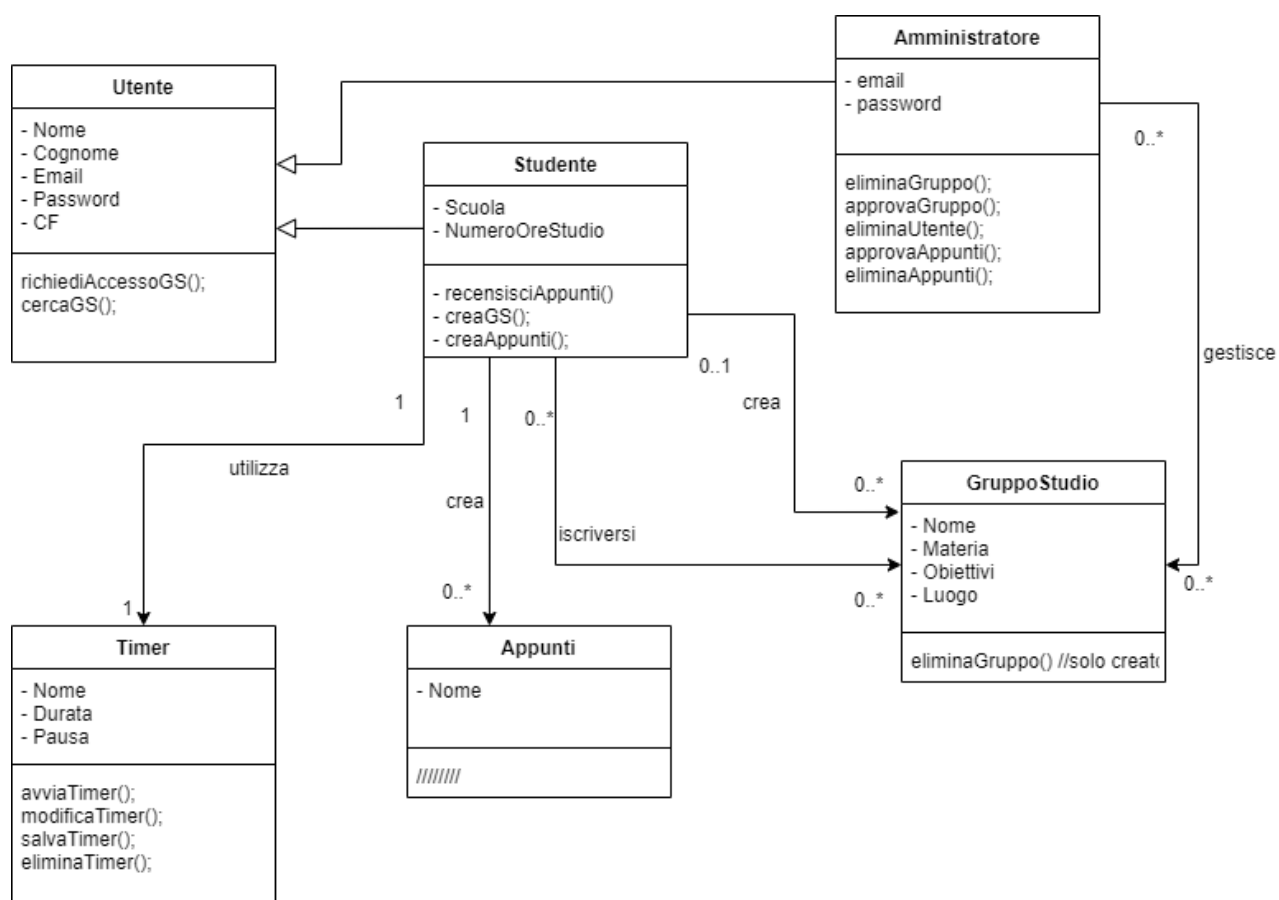 Utente
- Nome
- Cognome
- Email
- Password
- CF
richiediAccessoGS();
cercaGS();
Studente
- Scuola
- NumeroOreStudio
- recensisciAppunti()
- creaGS();
- creaAppunti();
Amministratore
- email
- password
eliminaGruppo();
approvaGruppo();
eliminaUtente();
approvaAppunti();
eliminaAppunti();
0..*
gestisce
0..*
0..1
crea
0..*
1
utilizza
1
1
crea
0..*
0..*
iscriversi
0..*
GruppoStudio
- Nome
- Materia
- Obiettivi
- Luogo
eliminaGruppo() //solo creato
Timer
- Nome
- Durata
- Pausa
avviaTimer();
modificaTimer();
salvaTimer();
eliminaTimer();
Appunti
- Nome
////////